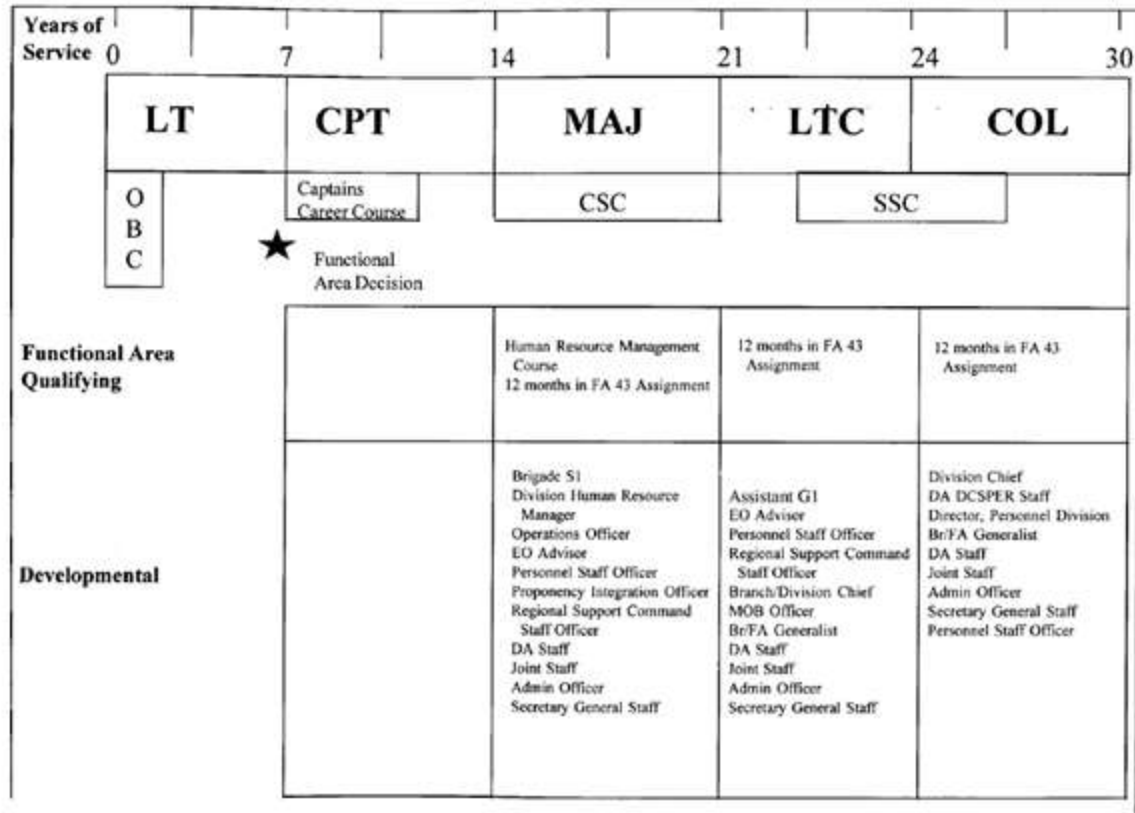 Years of
Service 0 7 14 21 24 30
LT CPT MAJ LTC COL
O
B
C
Captains
Career Course
CSC
SSC
Functional
Area Decision
Functional Area
Qualifying
Human Resource Management
Course
12 months in FA 43 Assignment
12 months in FA 43
Assignment
12 months in FA 43
Assignment
Developmental
Brigade S1
Division Human Resource
Manager
Operations Officer
EO Advisor
Personnel Staff Officer
Proponency Integration Officer
Regional Support Command
Staff Officer
DA Staff
Joint Staff
Admin Officer
Secretary General Staff
Assistant G1
EO Advisor
Personnel Staff Officer
Regional Support Command
Staff Officer
Branch/Division Chief
MOB Officer
Br/FA Generalist
DA Staff
Joint Staff
Admin Officer
Secretary General Staff
Division Chief
DA DCSPER Staff
Director, Personnel Division
Br/FA Generalist
DA Staff
Joint Staff
Admin Officer
Secretary General Staff
Personnel Staff Officer